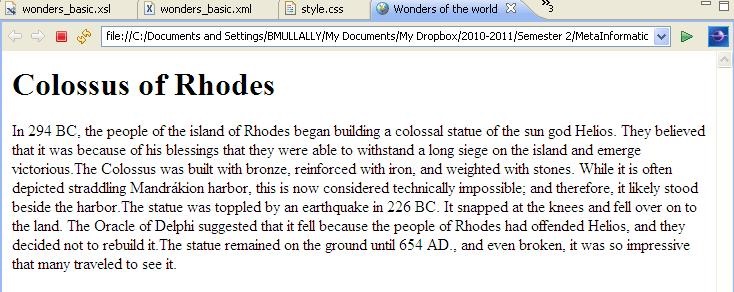 wonders_basic.xsl wonders_basic.xml style.css Wonders of the world 3
file://C:/Documents and Settings/BMULLALLY/My Documents/My Dropbox/2010-2011/Semester 2/MetaInformatic
Colossus of Rhodes
In 294 BC, the people of the island of Rhodes began building a colossal statue of the sun god Helios. They believed
that it was because of his blessings that they were able to withstand a long siege on the island and emerge
victorious.The Colossus was built with bronze, reinforced with iron, and weighted with stones. While it is often
depicted straddling Mandrákion harbor, this is now considered technically impossible; and therefore, it likely stood
beside the harbor.The statue was toppled by an earthquake in 226 BC. It snapped at the knees and fell over on to
the land. The Oracle of Delphi suggested that it fell because the people of Rhodes had offended Helios, and they
decided not to rebuild it.The statue remained on the ground until 654 AD., and even broken, it was so impressive
that many traveled to see it.